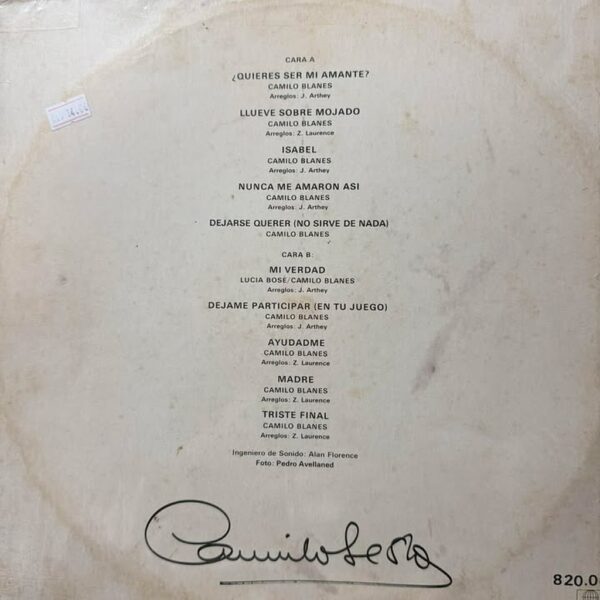 CARA A
¿QUIERES SER MI AMANTE?
CAMILO BLANES
Arreglos: J. Arthey
LLUEVE SOBRE MOJADO
CAMILO BLANES
Arreglos: Z. Laurence
ISABEL
CAMILO BLANES
Arreglos: J. Arthey
NUNCA ME AMARON ASI
CAMILO BLANES
Arreglos: J. Arthey
DEJARSE QUERER (NO SIRVE DE NADA)
CAMILO BLANES
CARA B:
MI VERDAD
LUCIA BOSE/CAMILO BLANES
Arreglos: J. Arthey
DEJAME PARTICIPAR (EN TU JUEGO)
CAMILO BLANES
Arreglos: J. Arthey
AYUDADME
CAMILO BLANES
Arreglos: Z. Laurence
MADRE
CAMILO BLANES
Arreglos: Z. Laurence
TRISTE FINAL
CAMILO BLANES
Arreglos: Z. Laurence
Ingeniero de Sonido: Alan Florence
Foto: Pedro Avellaned
Camilo Sesto
820.0